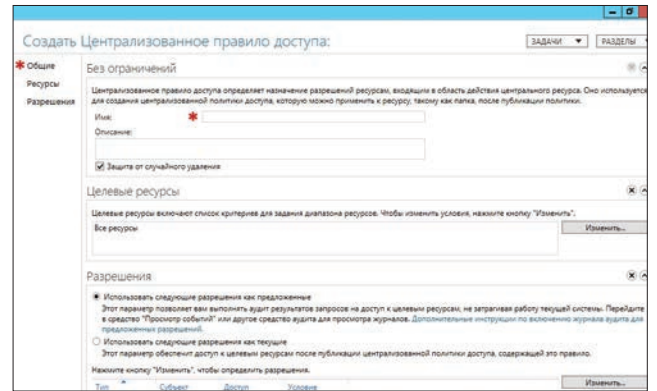 Создать Централизованное правило доступа:
ЗАДАЧИ
РАЗДЕЛЫ
Общие
Ресурсы
Разрешения
Без ограничений
Централизованное правило доступа определяет назначение разрешений ресурсам, входящим в область действия центрального ресурса. Оно используется
для создания централизованной политики доступа, которую можно применить к ресурсу, такому как папка, после публикации политики.
Имя:
Описание:
Защита от случайного удаления
Целевые ресурсы
Целевые ресурсы включают список критериев для задания диапазона ресурсов. Чтобы изменить условия, нажмите кнопку "Изменить".
Все ресурсы
Изменить...
Разрешения
Использовать следующие разрешения как предложенные
Этот параметр позволяет вам выполнять аудит результатов запросов на доступ к целевым ресурсам, не затрагивая работу текущей системы. Перейдите
в средство "Просмотр событий" или другое средство аудита для просмотра журналов. Дополнительные инструкции по включению журнала аудита для
предложенных разрешений.
Использовать следующие разрешения как текущие
Этот параметр обеспечит доступ к целевым ресурсам после публикации централизованной политики доступа, содержащей это правило.
Нажмите кнопку "Изменить", чтобы определить разрешения.
Тип Субъект Доступ Условие
Изменить...